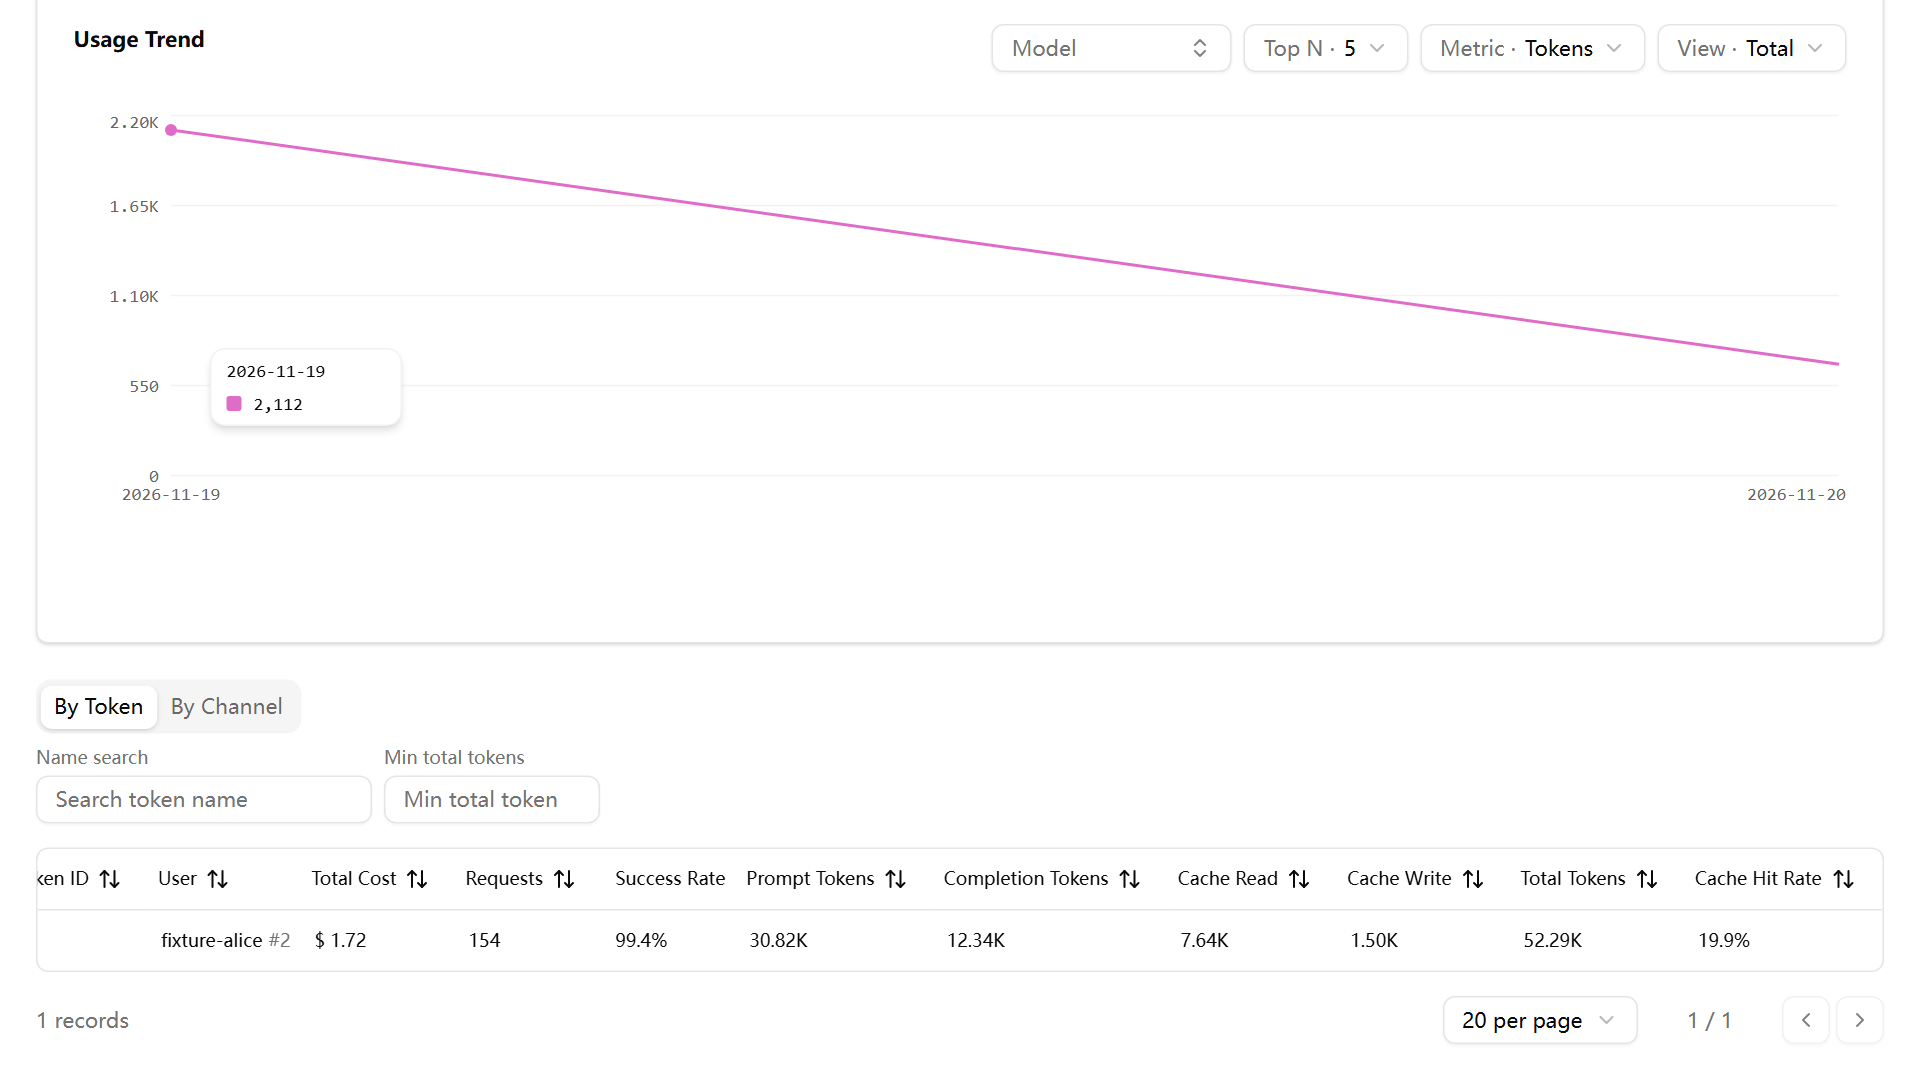 Usage Trend
Model
Top N · 5
Metric · Tokens
View · Total
2.20K
1.65K
1.10K
550
0
2026-11-19
2,112
2026-11-19
2026-11-20
By Token
By Channel
Name search
Min total tokens
Search token name
Min total token
ken ID User Total Cost Requests Success Rate Prompt Tokens Completion Tokens Cache Read Cache Write Total Tokens Cache Hit Rate
fixture-alice #2 $ 1.72 154 99.4% 30.82K 12.34K 7.64K 1.50K 52.29K 19.9%
1 records
20 per page
1 / 1